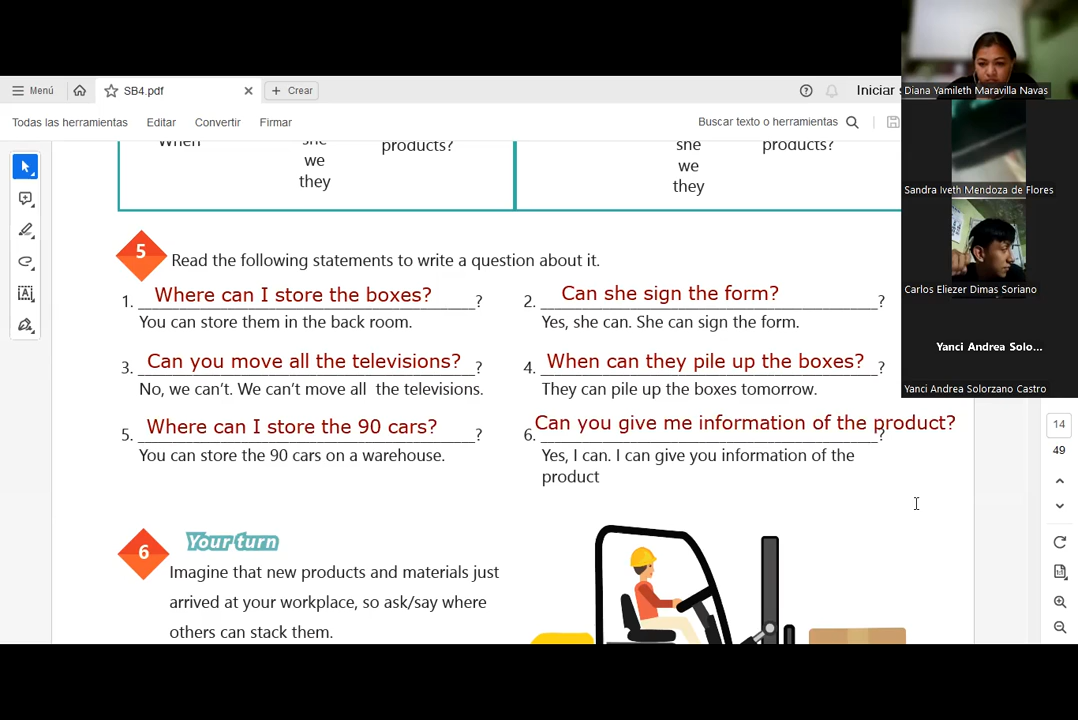 Menú
SB4.pdf
Crear
Iniciar
Todas las herramientas
Editar
Convertir
Firmar
Buscar texto o herramientas
When
she
products?
we
they
she
products?
we
they
5
Read the following statements to write a question about it.
1. Where can I store the boxes? ?
You can store them in the back room.
2. Can she sign the form? ?
Yes, she can. She can sign the form.
3. Can you move all the televisions? ?
No, we can't. We can't move all the televisions.
4. When can they pile up the boxes? ?
They can pile up the boxes tomorrow.
5. Where can I store the 90 cars? ?
You can store the 90 cars on a warehouse.
6. Can you give me information of the product? ?
Yes, I can. I can give you information of the
product
6
Your turn
Imagine that new products and materials just
arrived at your workplace, so ask/say where
others can stack them.
Diana Yamileth Maravilla Navas
Sandra Iveth Mendoza de Flores
Carlos Eliezer Dimas Soriano
Yanci Andrea Solo...
Yanci Andrea Solorzano Castro
14
49